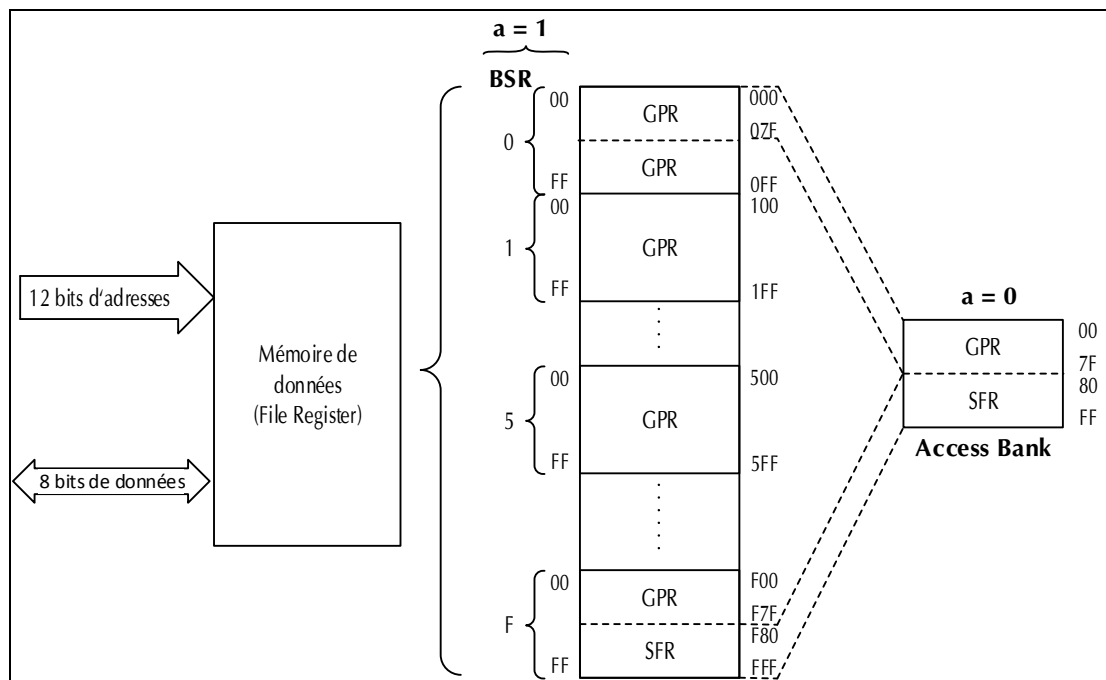 a = 1
BSR
0
00
FF
GPR
GPR
000
07F
0FF
1
00
FF
GPR
100
1FF
12 bits d'adresses
Mémoire de
données
(File Register)
8 bits de données
5
00
FF
GPR
500
5FF
F
00
FF
GPR
SFR
F00
F7F
F80
FFF
a = 0
GPR
SFR
00
7F
80
FF
Access Bank